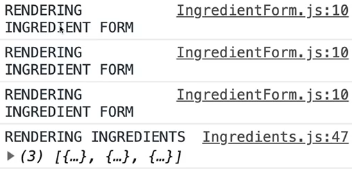 RENDERING IngredientForm.js:10
INGREDIENT FORM
RENDERING IngredientForm.js:10
INGREDIENT FORM
RENDERING IngredientForm.js:10
INGREDIENT FORM
RENDERING INGREDIENTS Ingredients.js:47
▶ (3) [{…}, {…}, {…}]